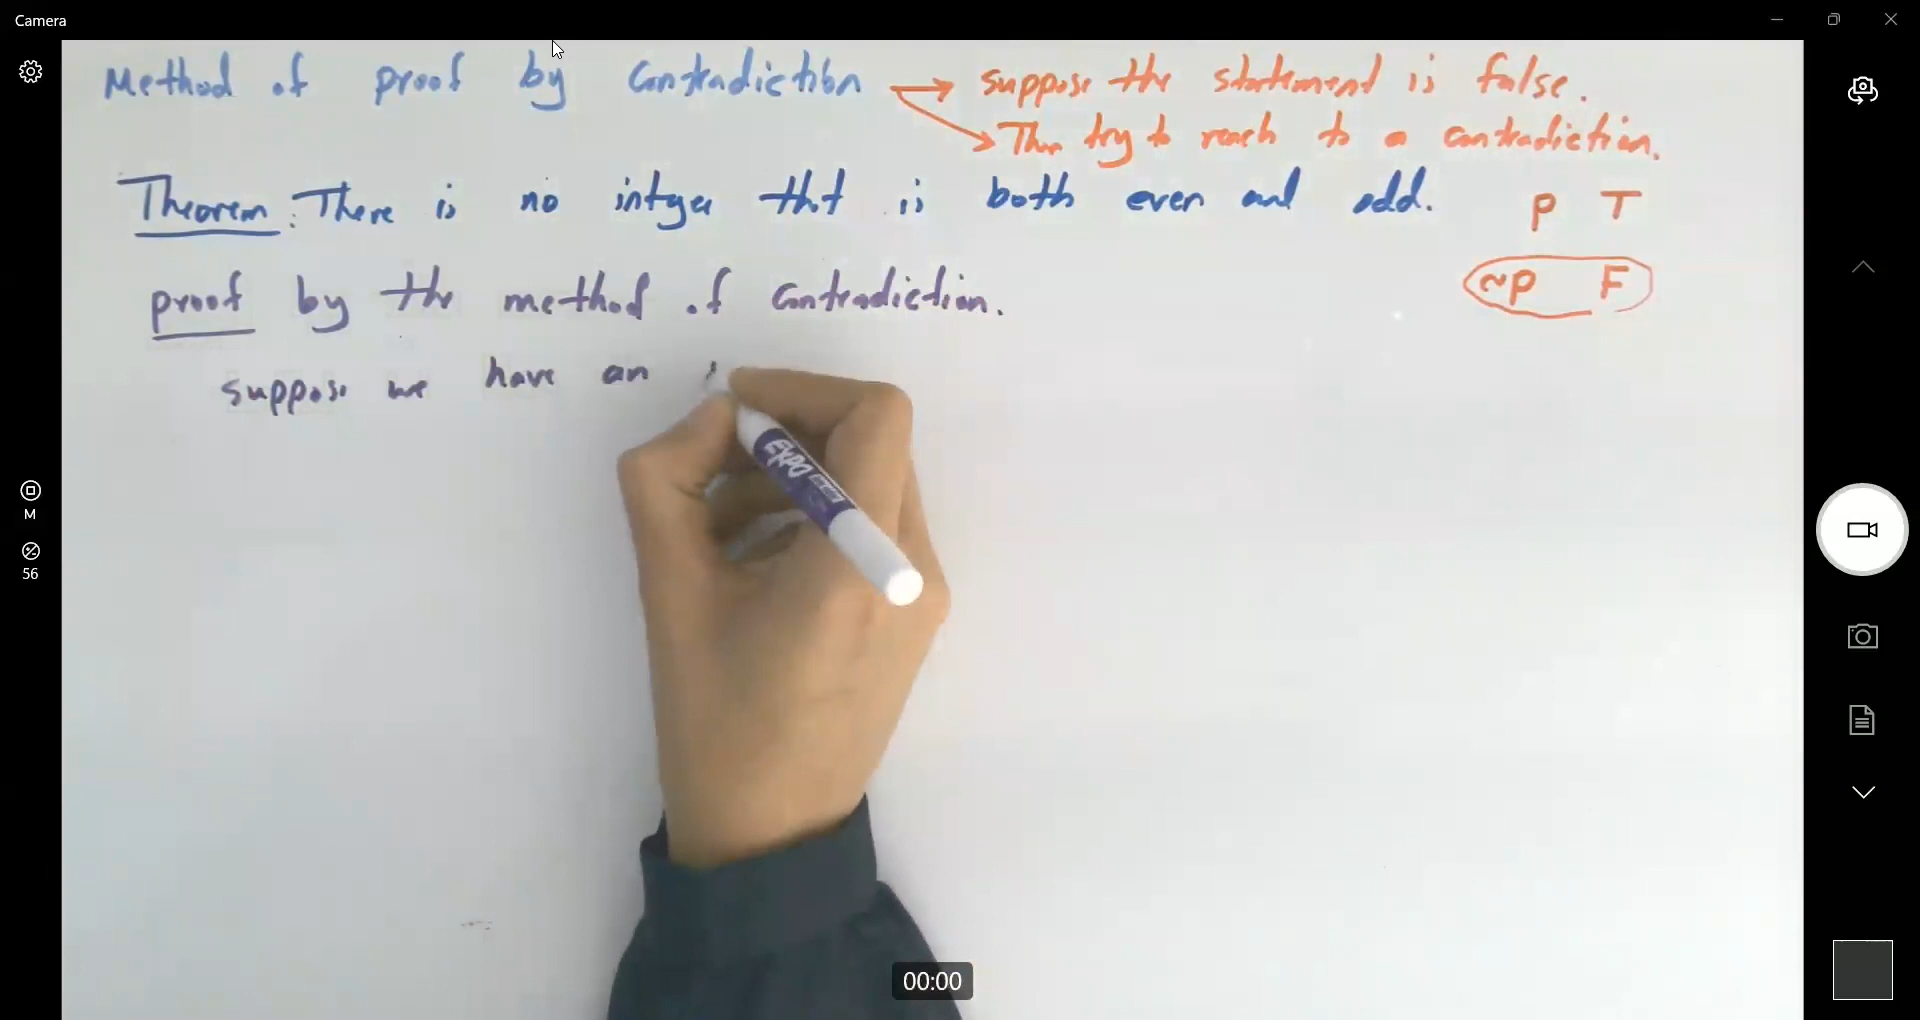 Camera
Method of proof by Contradiction → suppose the statement is false.
Then try to reach to a contradiction.
Theorem: There is no integer that is both even and odd. P T
proof by the method of Contradiction. ~P F
suppose we have an
EXPO
M
56
00:00